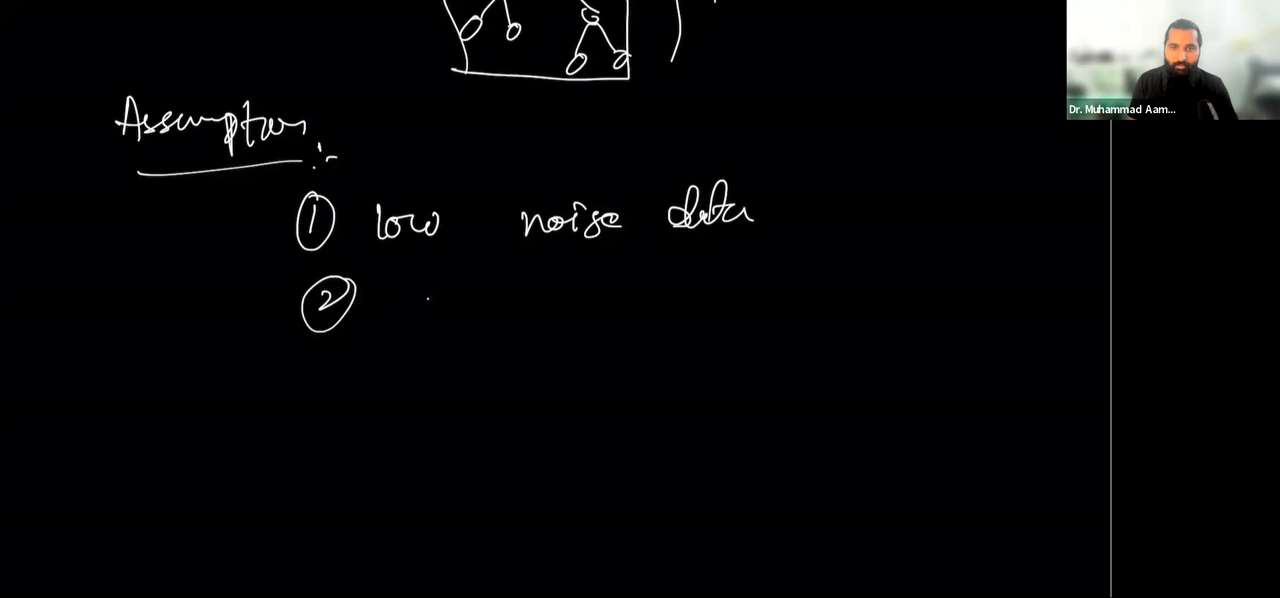 Dr. Muhammad Aam...
Assumption :-
① low noise data
②